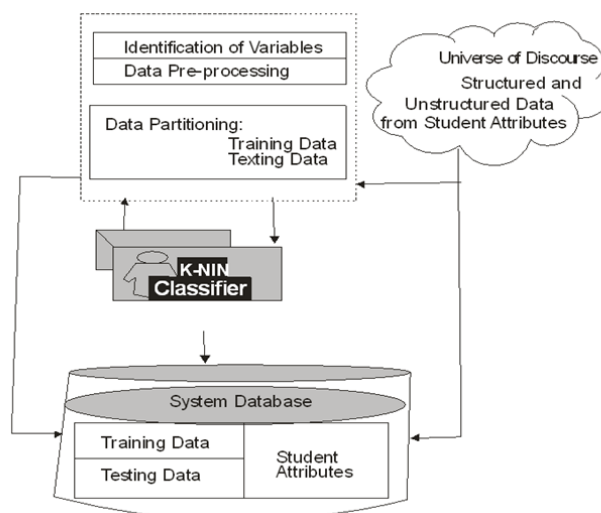 Identification of Variables
Data Pre-processing
Data Partitioning:
Training Data
Texting Data
Universe of Discourse
Structured and
Unstructured Data
from Student Attributes
K-NIN
Classifier
System Database
Training Data
Testing Data
Student
Attributes